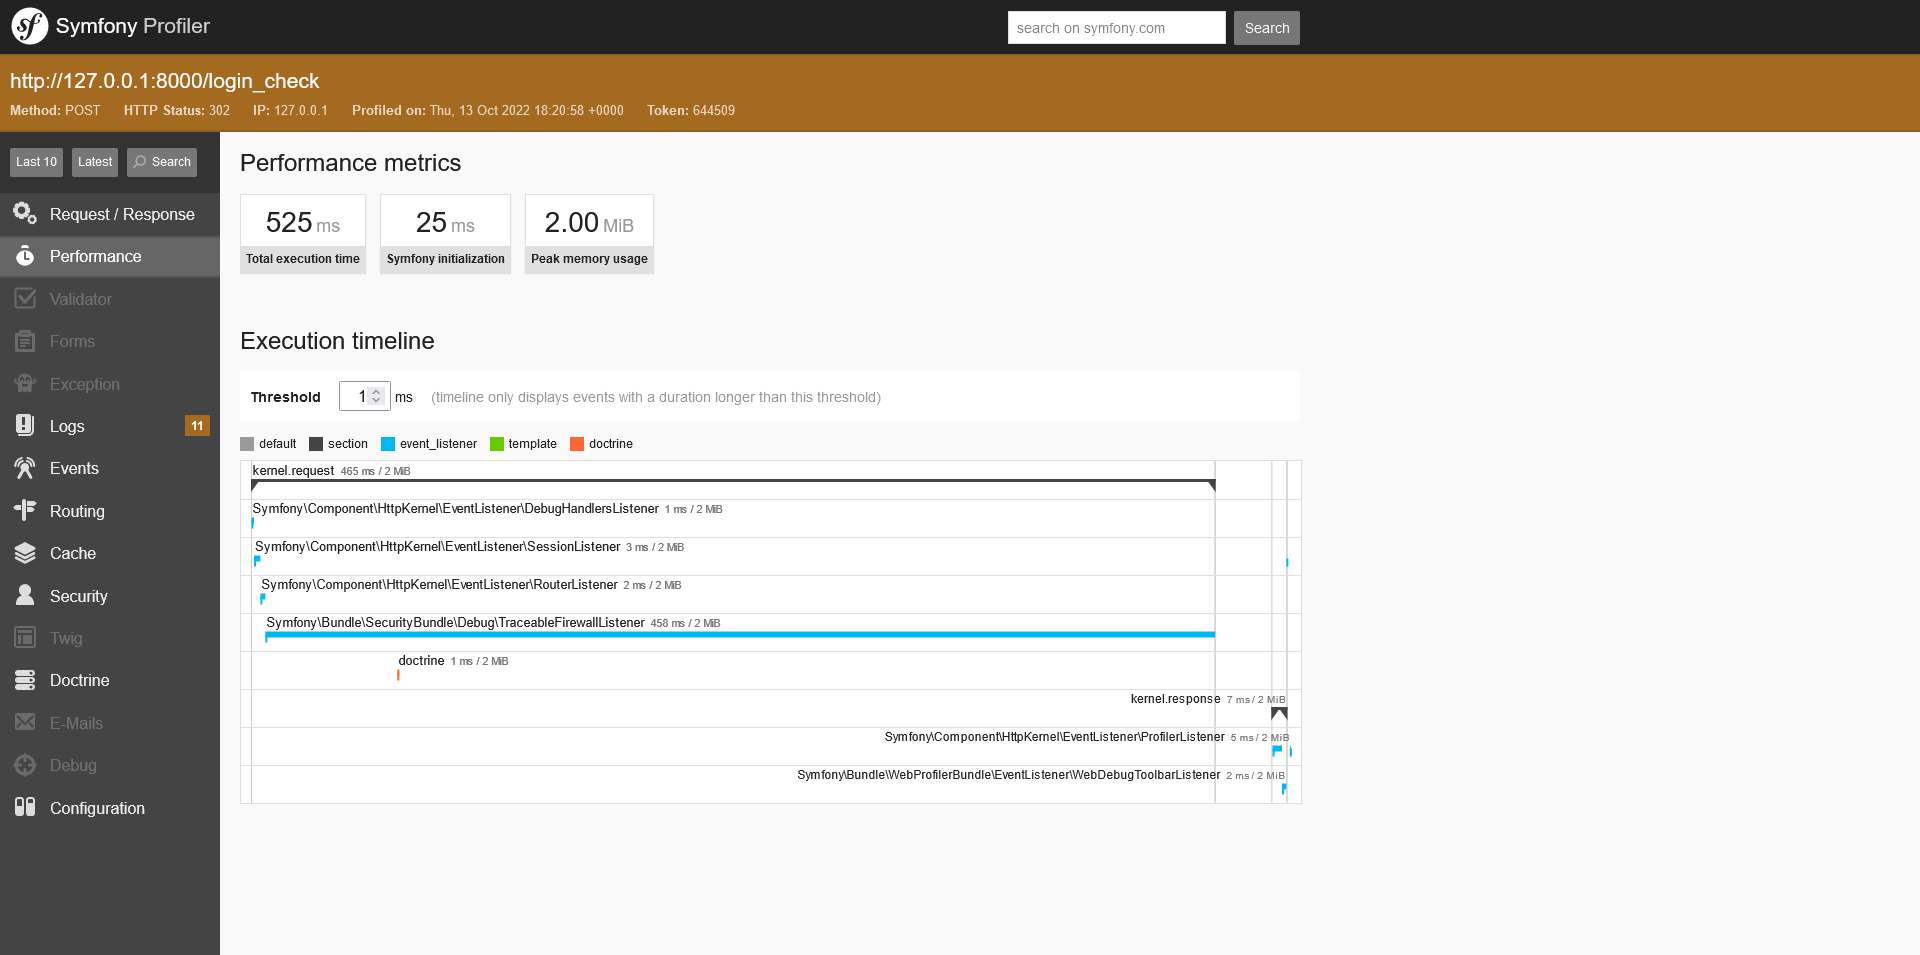 Symfony Profiler
search on symfony.com
Search
http://127.0.0.1:8000/login_check
Method: POST HTTP Status: 302 IP: 127.0.0.1 Profiled on: Thu, 13 Oct 2022 18:20:58 +0000 Token: 644509
Last 10
Latest
Search
Request / Response
Performance
Validator
Forms
Exception
Logs 11
Events
Routing
Cache
Security
Twig
Doctrine
E-Mails
Debug
Configuration
Performance metrics
525 ms
Total execution time
25 ms
Symfony initialization
2.00 MiB
Peak memory usage
Execution timeline
Threshold 1 ms (timeline only displays events with a duration longer than this threshold)
default section event_listener template doctrine
kernel.request 465 ms / 2 MiB
Symfony\Component\HttpKernel\EventListener\DebugHandlersListener 1 ms / 2 MiB
Symfony\Component\HttpKernel\EventListener\SessionListener 3 ms / 2 MiB
Symfony\Component\HttpKernel\EventListener\RouterListener 2 ms / 2 MiB
Symfony\Bundle\SecurityBundle\Debug\TraceableFirewallListener 458 ms / 2 MiB
doctrine 1 ms / 2 MiB
kernel.response 7 ms / 2 MiB
Symfony\Component\HttpKernel\EventListener\ProfilerListener 5 ms / 2 MiB
Symfony\Bundle\WebProfilerBundle\EventListener\WebDebugToolbarListener 2 ms / 2 MiB